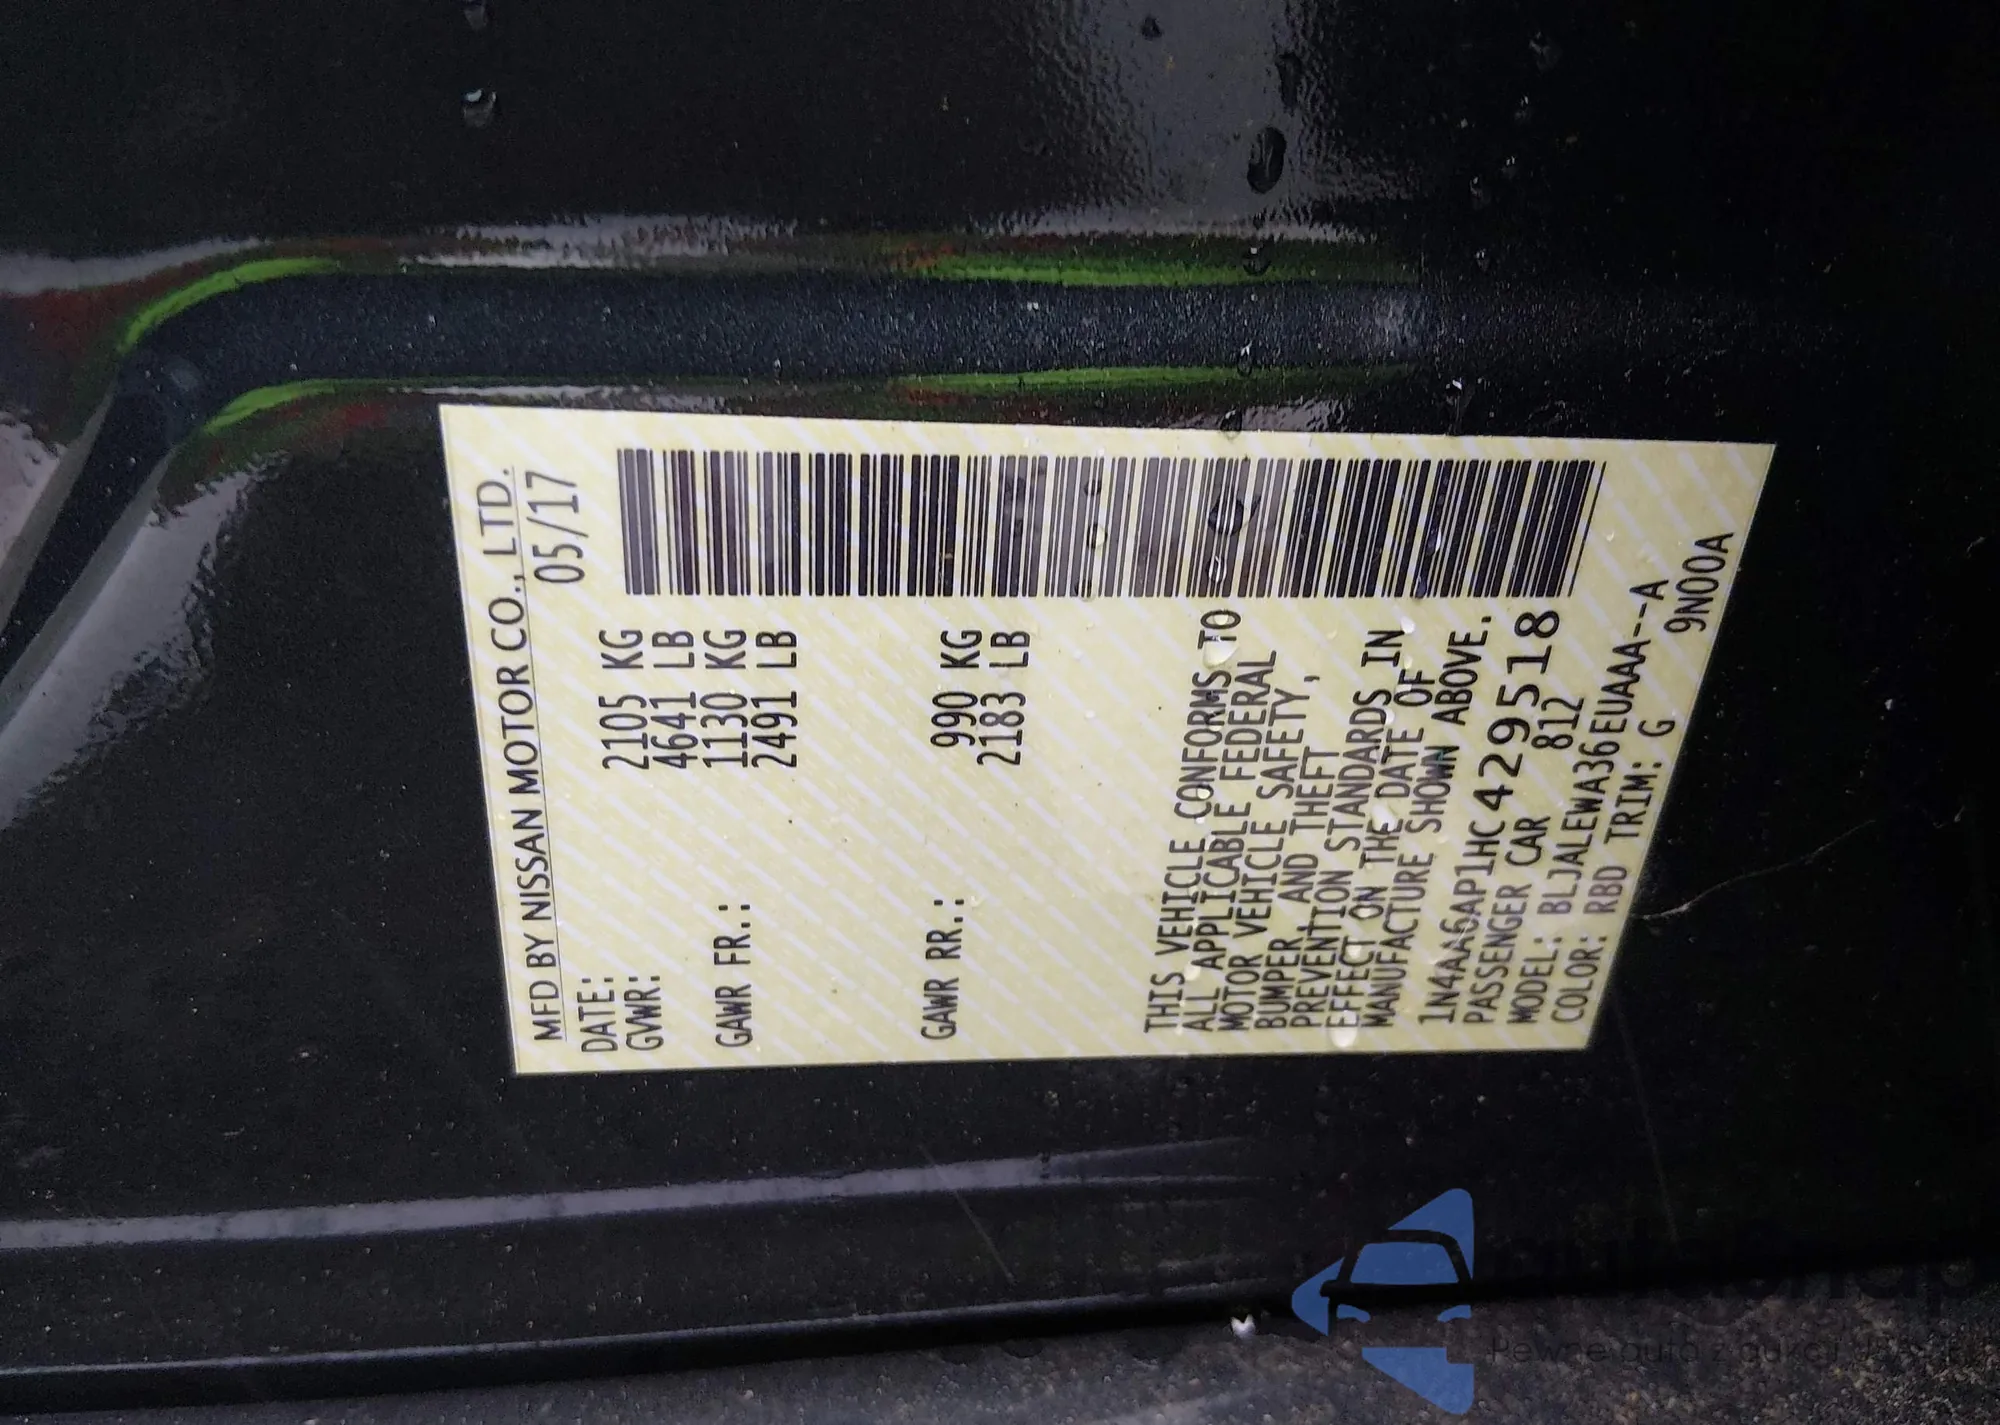 MFD BY NISSAN MOTOR CO., LTD.
DATE: 05/17
GVWR: 2105 KG
4641 LB
GAWR FR.: 1130 KG
2491 LB
GAWR RR.: 990 KG
2183 LB
THIS VEHICLE CONFORMS TO
ALL APPLICABLE FEDERAL
MOTOR VEHICLE SAFETY,
BUMPER, AND THEFT
PREVENTION STANDARDS IN
EFFECT ON THE DATE OF
MANUFACTURE SHOWN ABOVE.
1N4AA6AP1HC429518
PASSENGER CAR 812
MODEL: BLJALEWA36EUAAA--A
COLOR: RBD TRIM: G
9N00A
Pewne auto z aukcji